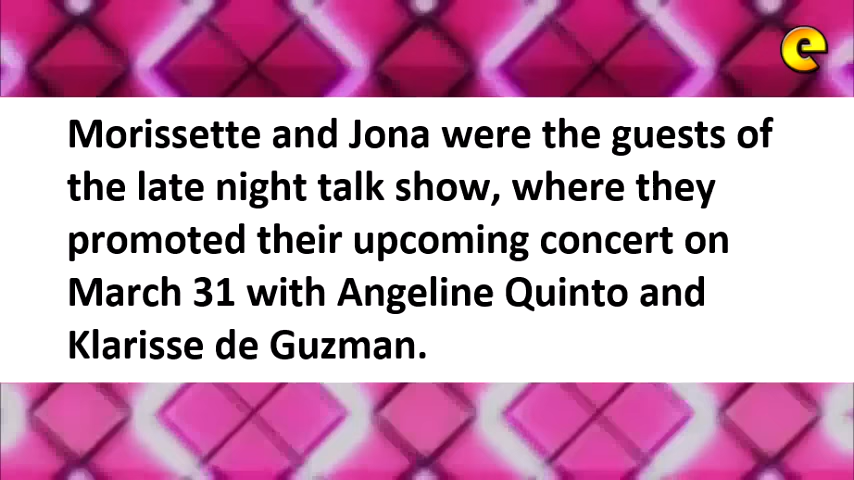 e
Morissette and Jona were the guests of
the late night talk show, where they
promoted their upcoming concert on
March 31 with Angeline Quinto and
Klarisse de Guzman.